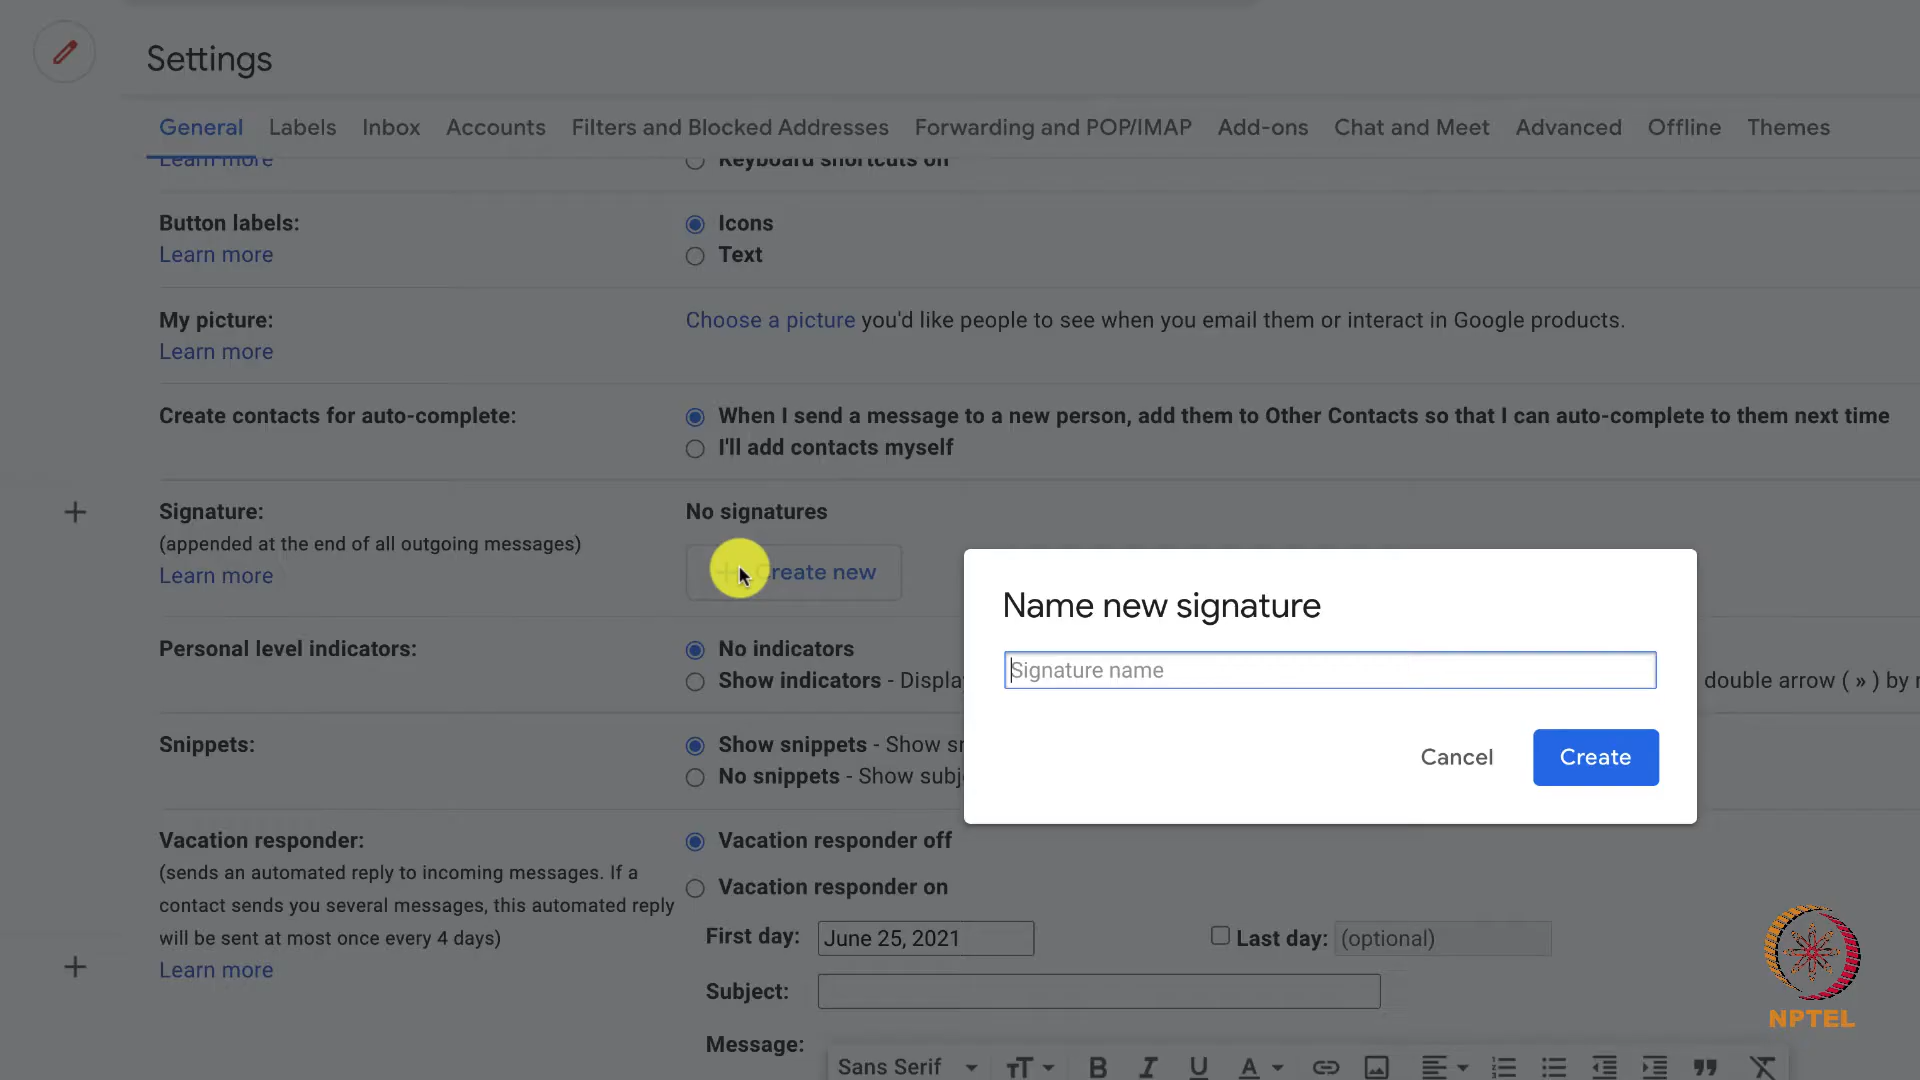 Settings
General Labels Inbox Accounts Filters and Blocked Addresses Forwarding and POP/IMAP Add-ons Chat and Meet Advanced Offline Themes
Learn more Keyboard shortcuts on
Button labels: Icons
Learn more Text
My picture: Choose a picture you'd like people to see when you email them or interact in Google products.
Learn more
Create contacts for auto-complete: When I send a message to a new person, add them to Other Contacts so that I can auto-complete to them next time
I'll add contacts myself
Signature: No signatures
(appended at the end of all outgoing messages)
Learn more Create new
Name new signature
Signature name
Cancel Create
Personal level indicators: No indicators
Show indicators - Displa double arrow ( » ) by
Snippets: Show snippets - Show
No snippets - Show subj
Vacation responder: Vacation responder off
(sends an automated reply to incoming messages. If a
contact sends you several messages, this automated reply
will be sent at most once every 4 days)
Learn more
Vacation responder on
First day: June 25, 2021 Last day: (optional)
Subject:
Message:
Sans Serif
NPTEL